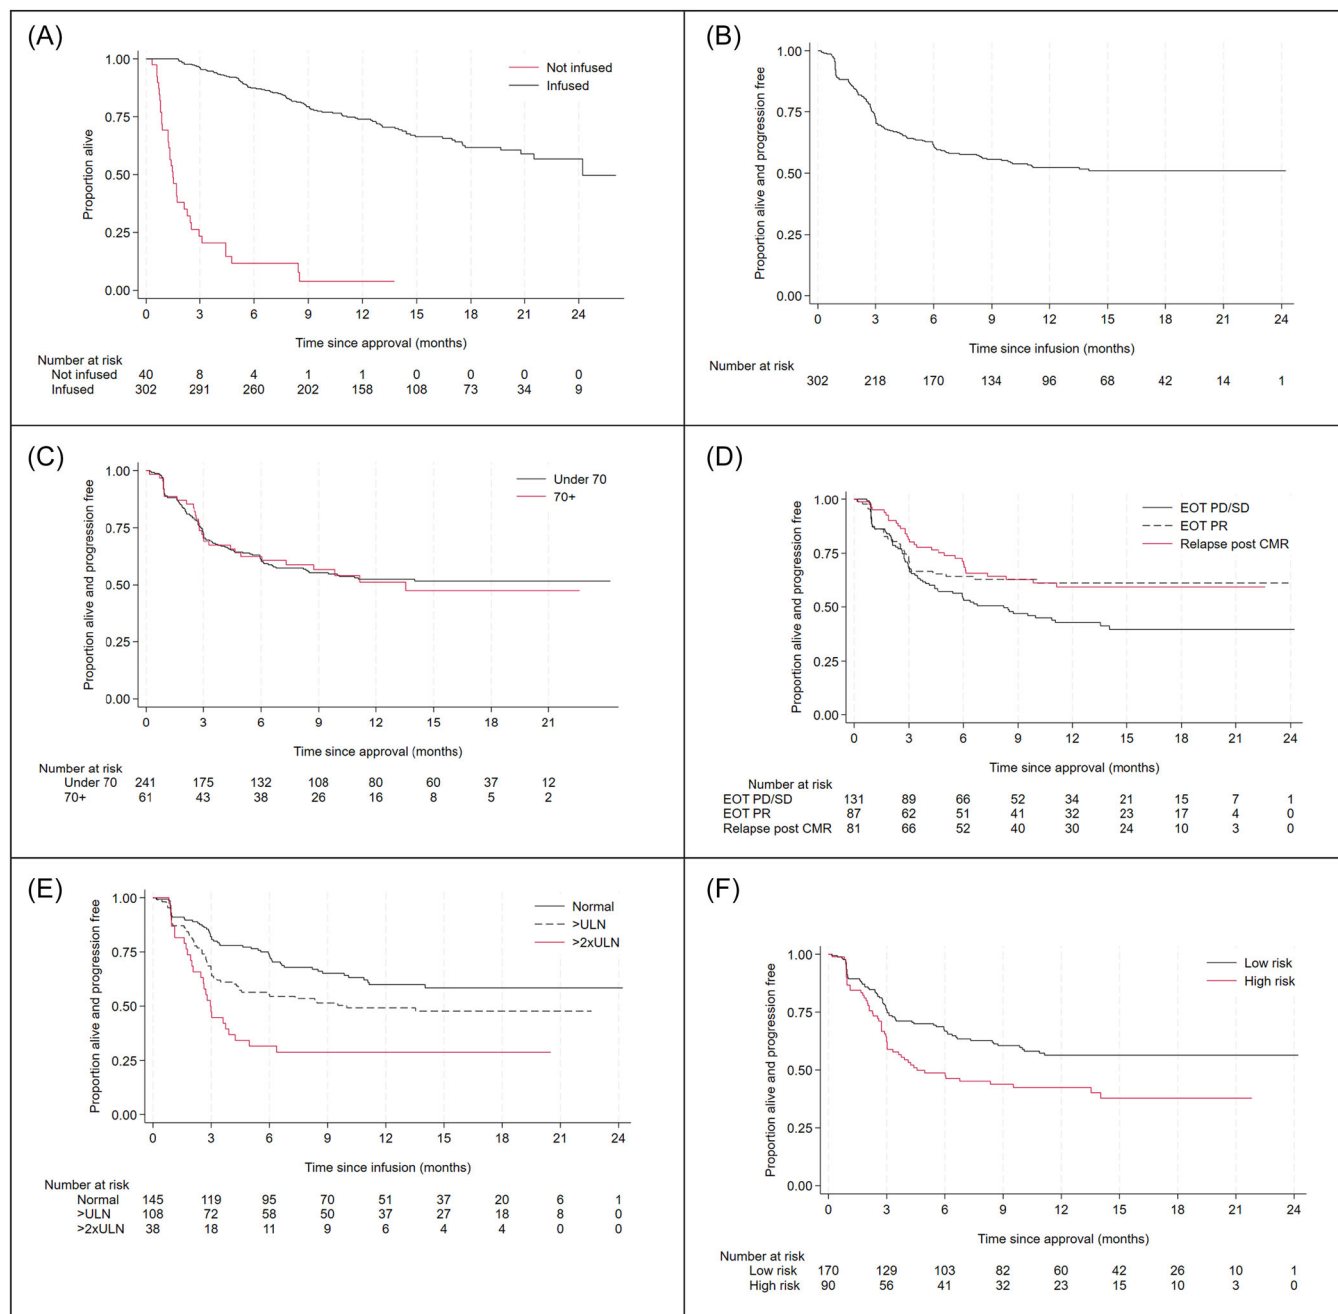 (A)
1.00
0.75
0.50
0.25
0.00
Proportion alive
Not infused
Infused
0 3 6 9 12 15 18 21 24
Time since approval (months)
Number at risk
Not infused 40 8 4 1 1 0 0 0 0
Infused 302 291 260 202 158 108 73 34 9
(B)
1.00
0.75
0.50
0.25
0.00
Proportion alive and progression free
0 3 6 9 12 15 18 21 24
Time since infusion (months)
Number at risk
302 218 170 134 96 68 42 14 1
(C)
1.00
0.75
0.50
0.25
0.00
Proportion alive and progression free
Under 70
70+
0 3 6 9 12 15 18 21
Time since approval (months)
Number at risk
Under 70 241 175 132 108 80 60 37 12
70+ 61 43 38 26 16 8 5 2
(D)
1.00
0.75
0.50
0.25
0.00
Proportion alive and progression free
EOT PD/SD
EOT PR
Relapse post CMR
0 3 6 9 12 15 18 21 24
Time since approval (months)
Number at risk
EOT PD/SD 131 89 66 52 34 21 15 7 1
EOT PR 87 62 51 41 32 23 17 4 0
Relapse post CMR 81 66 52 40 30 24 10 3 0
(E)
1.00
0.75
0.50
0.25
0.00
Proportion alive and progression free
Normal
>ULN
>2xULN
0 3 6 9 12 15 18 21 24
Time since infusion (months)
Number at risk
Normal 145 119 95 70 51 37 20 6 1
>ULN 108 72 58 50 37 27 18 8 0
>2xULN 38 18 11 9 6 4 4 0 0
(F)
1.00
0.75
0.50
0.25
0.00
Proportion alive and progression free
Low risk
High risk
0 3 6 9 12 15 18 21 24
Time since approval (months)
Number at risk
Low risk 170 129 103 82 60 42 26 10 1
High risk 90 56 41 32 23 15 10 3 0